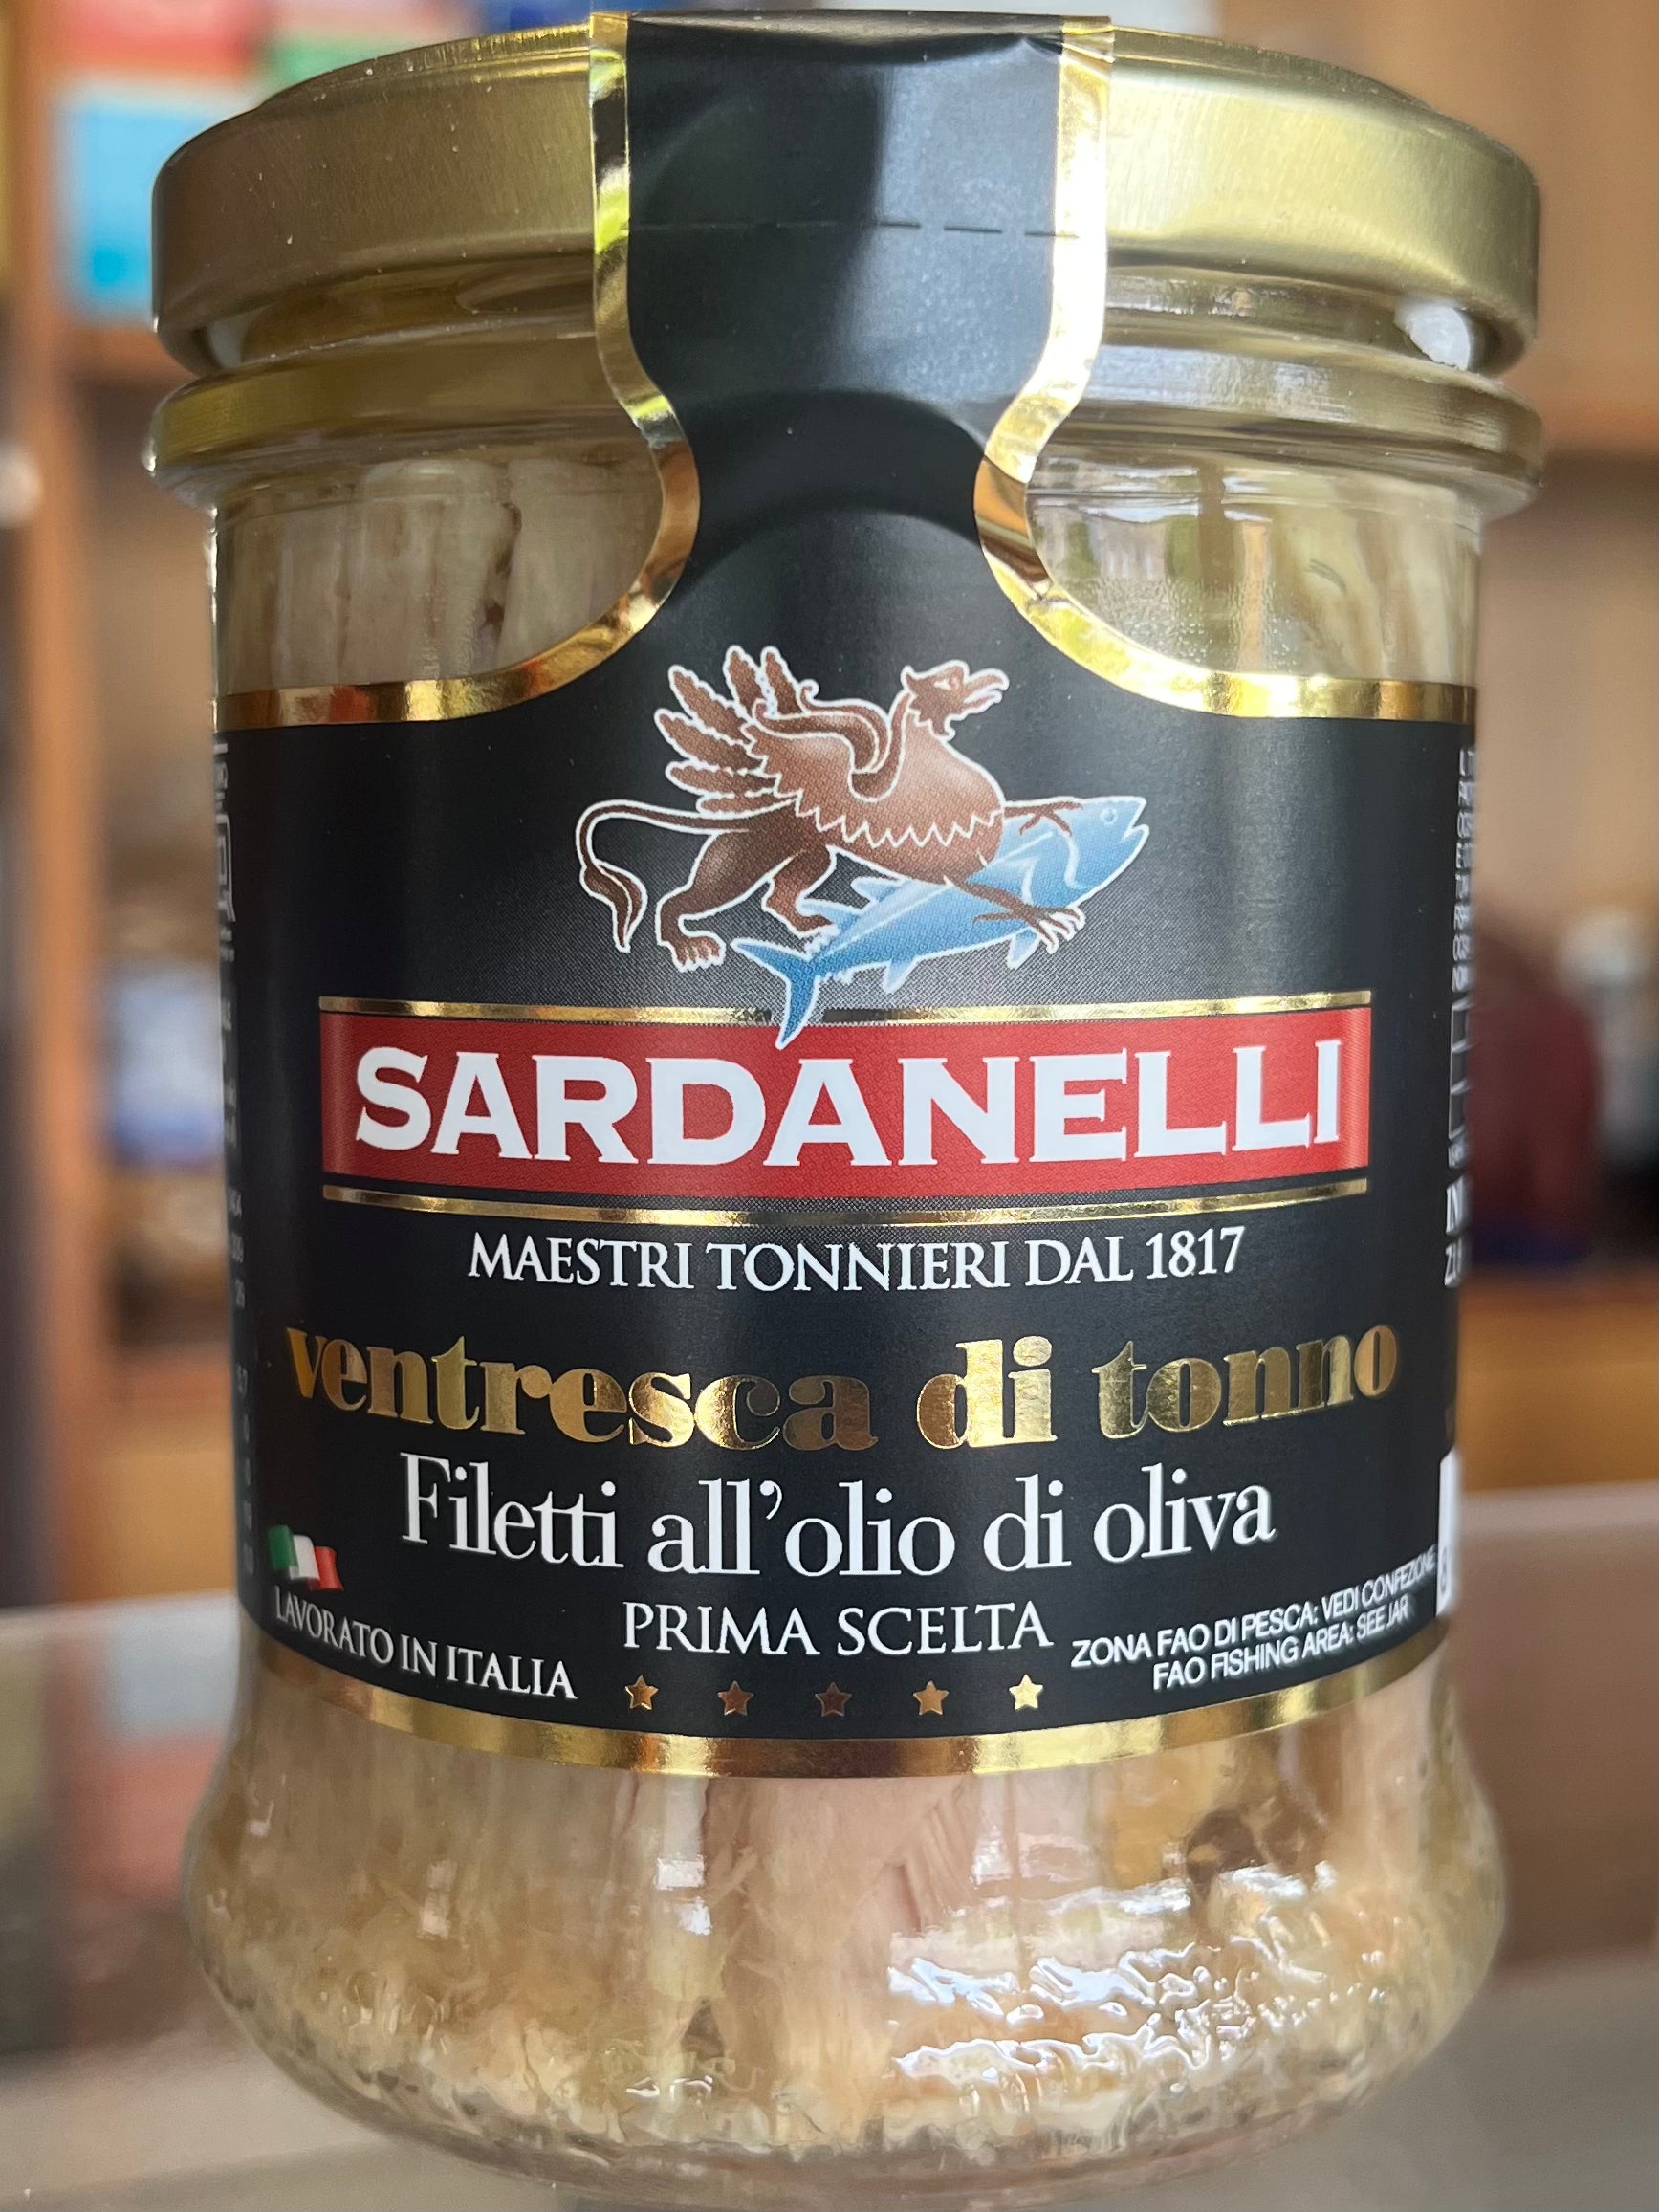 SARDANELLI
MAESTRI TONNIERI DAL 1817
ventresca di tonno
Filetti all'olio di oliva
PRIMA SCELTA
LAVORATO IN ITALIA
ZONA FAO DI PESCA: VEDI CONFEZIONE
FAO FISHING AREA: SEE JAR